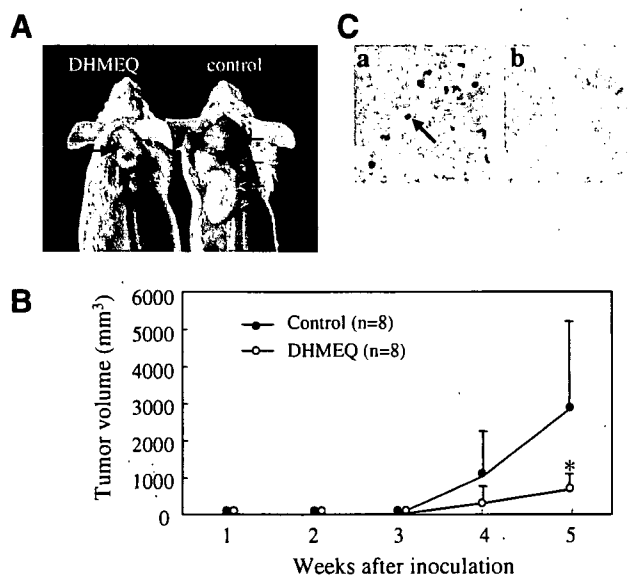 A
DHMEQ control
C
a b
B
Tumor volume (mm³)
6000
5000
4000
3000
2000
1000
0
Control (n=8)
DHMEQ (n=8)
*
1 2 3 4 5
Weeks after inoculation